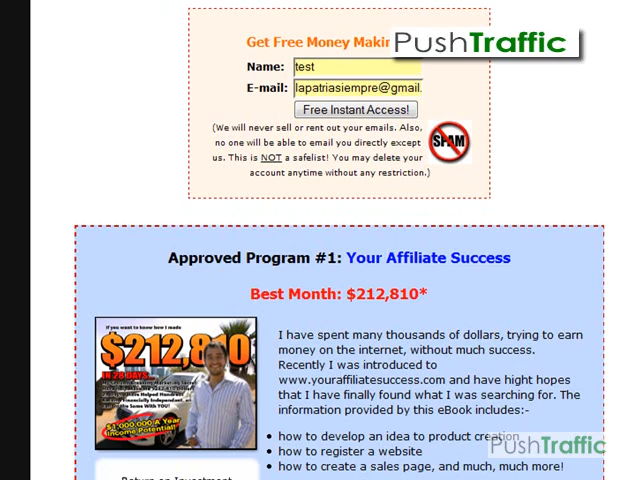 Get Free Money Makin
PushTraffic
Name: test
E-mail: lapatriasiempre@gmail.
Free Instant Access!
(We will never sell or rent out your emails. Also,
no one will be able to email you directly except
us. This is NOT a safelist! You may delete your
account anytime without any restriction.)
SPAM
Approved Program #1: Your Affiliate Success
Best Month: $212,810*
If you want to know how I made
$212,810
IN 28 DAYS...
$1,000,000 A Year
Income Potential!
I have spent many thousands of dollars, trying to earn
money on the internet, without much success.
Recently I was introduced to
www.youraffiliatesuccess.com and have hight hopes
that I have finally found what I was searching for. The
information provided by this eBook includes:-
• how to develop an idea to product creation
• how to register a website
• how to create a sales page, and much, much more!
PushTraffic
Return on Investment